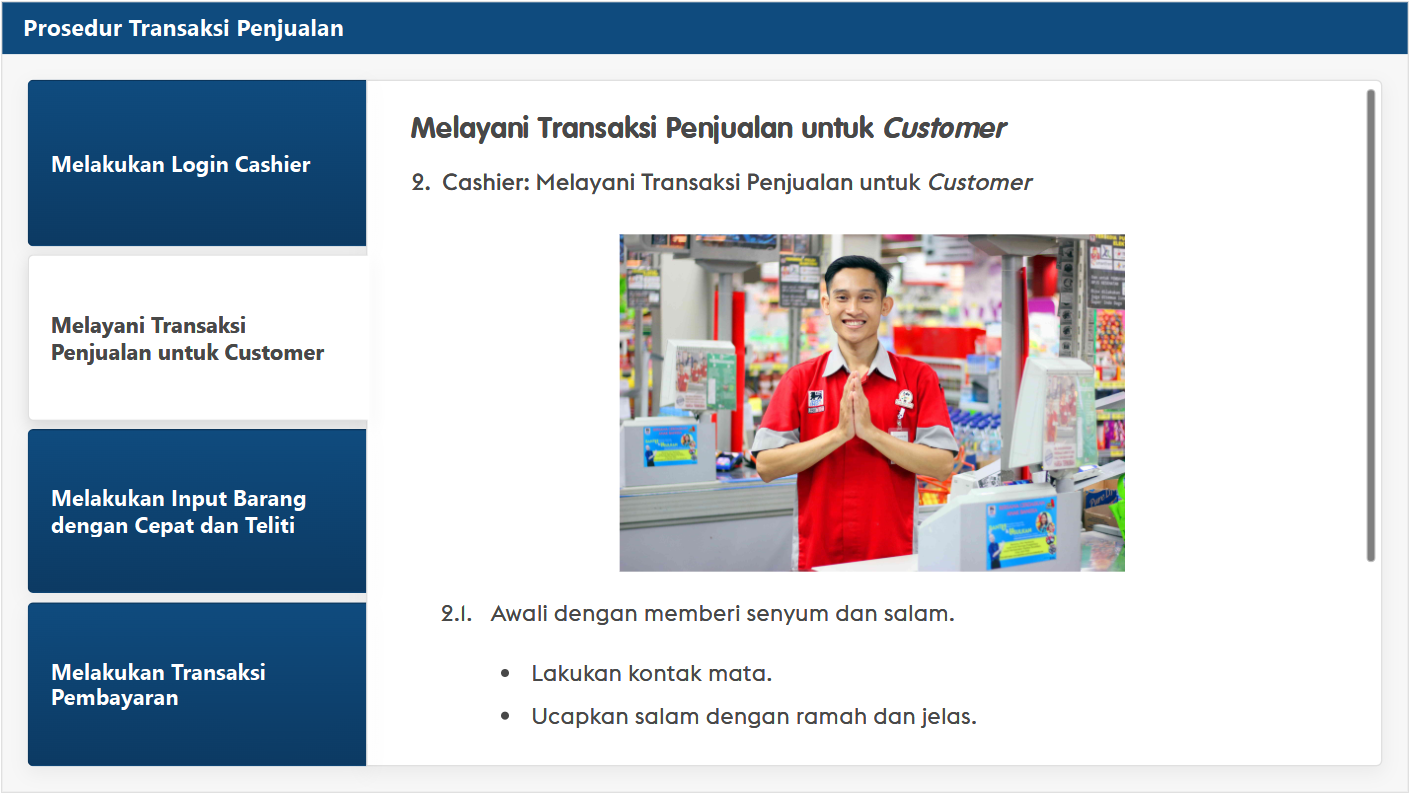 Prosedur Transaksi Penjualan
Melakukan Login Cashier
Melayani Transaksi
Penjualan untuk Customer
Melakukan Input Barang
dengan Cepat dan Teliti
Melakukan Transaksi
Pembayaran
Melayani Transaksi Penjualan untuk Customer
2. Cashier: Melayani Transaksi Penjualan untuk Customer
2.1. Awali dengan memberi senyum dan salam.
• Lakukan kontak mata.
• Ucapkan salam dengan ramah dan jelas.